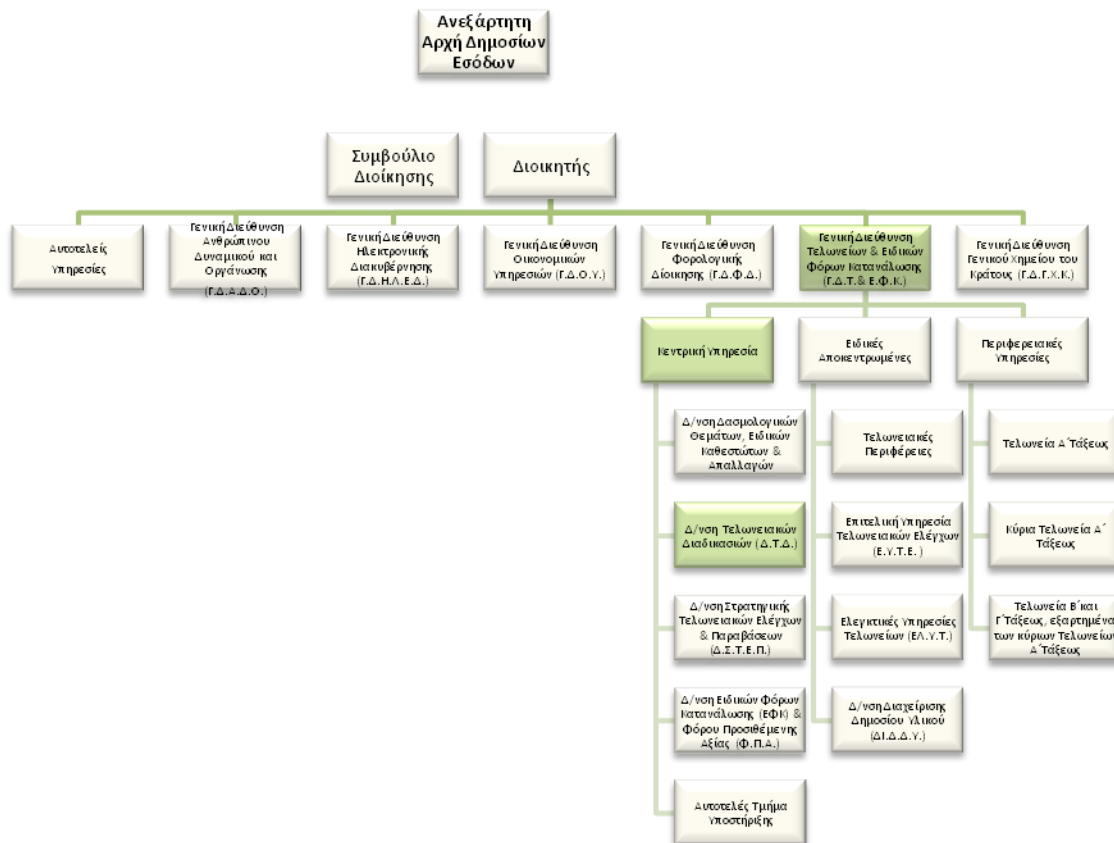 Ανεξάρτητη
Αρχή Δημοσίων
Εσόδων
Συμβούλιο
Διοίκησης
Διοικητής
Αυτοτελείς
Υπηρεσίες
Γενική Διεύθυνση
Ανθρώπινου
Δυναμικού και
Οργάνωσης
(Γ.Δ.Α.Δ.Ο.)
Γενική Διεύθυνση
Ηλεκτρονικής
Διακυβέρνησης
(Γ.Δ.Η.Λ.Ε.Δ.)
Γενική Διεύθυνση
Οικονομικών
Υπηρεσιών (Γ.Δ.Ο.Υ.)
Γενική Διεύθυνση
Φορολογικής
Δίοικησης (Γ.Δ.Φ.Δ.)
Γενική Διεύθυνση
Τελωνείων & Ειδικών
Φόρων Κατανάλωσης
(Γ.Δ.Τ.& Ε.Φ.Κ.)
Γενική Διεύθυνση
Γενικού Χημείου του
Κράτους (Γ.Δ.Γ.Χ.Κ.)
Κεντρική Υπηρεσία
Ειδικές
Αποκεντρωμένες
Περιφερειακές
Υπηρεσίες
Δ/νση Δασμολογικών
Θεμάτων, Ειδικών
Καθεστώτων &
Απαλλαγών
Δ/νση Τελωνειακών
Διαδικασιών (Δ.Τ.Δ.)
Δ/νση Στρατηγικής
Τελωνειακών Ελέγχων
& Παραβάσεων
(Δ.Σ.Τ.Ε.Π.)
Δ/νση Ειδικών Φόρων
Κατανάλωσης (ΕΦΚ) &
Φόρου Προσιθέμενης
Αξίας (Φ.Π.Α.)
Αυτοτελές Τμήμα
Υποστήριξης
Τελωνειακές
Περιφέρειες
Επιτελική Υπηρεσία
Τελωνειακών Ελέγχων
(Ε.Υ.Τ.Ε. )
Ελεγκτικές Υπηρεσίες
Τελωνείων (ΕΛ.Υ.Τ.)
Δ/νση Διαχείρισης
Δημοσίου Υλικού
(ΔΙ.Δ.Δ.Υ.)
Τελωνεία Α΄Τάξεως
Κύρια Τελωνεία Α΄
Τάξεως
Τελωνεία Β΄και
Γ΄Τάξεως, εξαρτημένα
των κύριων Τελωνείων
Α΄Τάξεως